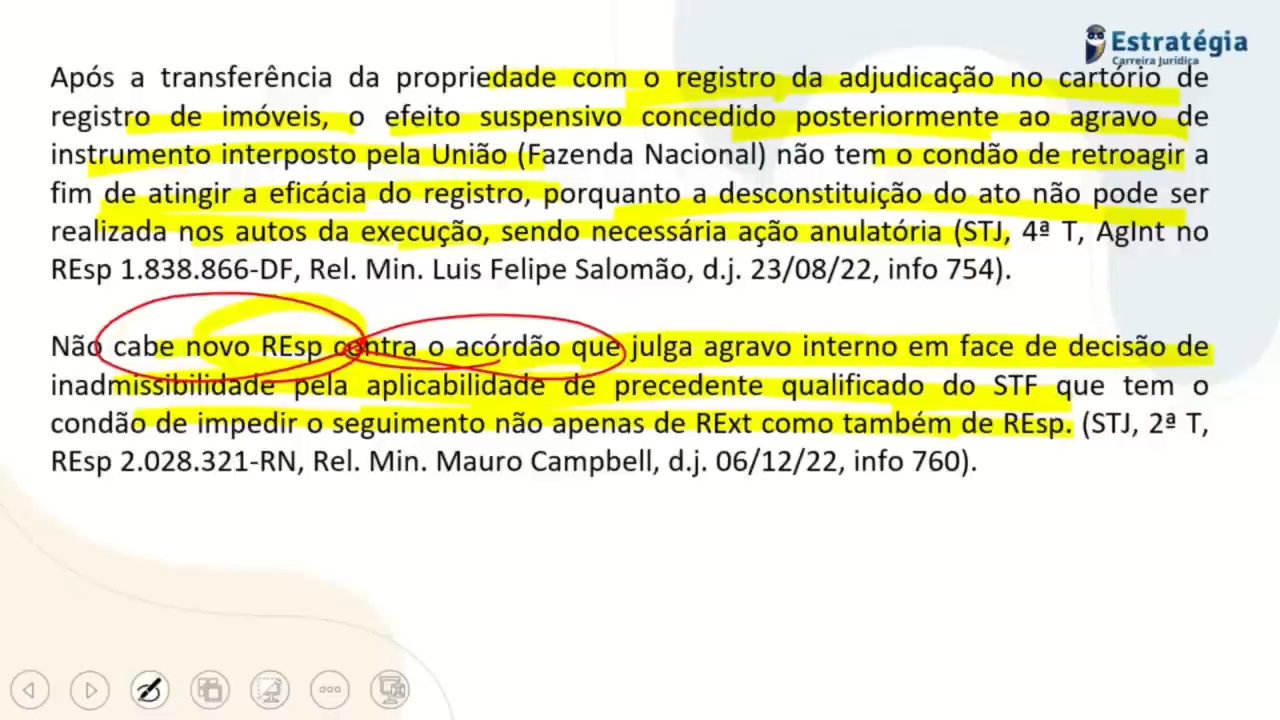 Estratégia
Carreira Jurídica
Após a transferência da propriedade com o registro da adjudicação no cartório de
registro de imóveis, o efeito suspensivo concedido posteriormente ao agravo de
instrumento interposto pela União (Fazenda Nacional) não tem o condão de retroagir a
fim de atingir a eficácia do registro, porquanto a desconstituição do ato não pode ser
realizada nos autos da execução, sendo necessária ação anulatória (STJ, 4ª T, AgInt no
REsp 1.838.866-DF, Rel. Min. Luis Felipe Salomão, d.j. 23/08/22, info 754).
Não cabe novo REsp contra o acórdão que julga agravo interno em face de decisão de
inadmissibilidade pela aplicabilidade de precedente qualificado do STF que tem o
condão de impedir o seguimento não apenas de RExt como também de REsp. (STJ, 2ª T,
REsp 2.028.321-RN, Rel. Min. Mauro Campbell, d.j. 06/12/22, info 760).